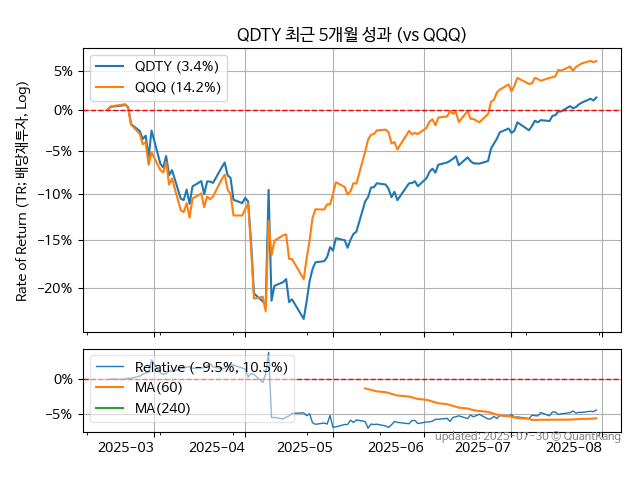 QDTY 최근 5개월 성과 (vs QQQ)
QDTY (3.4%)
QQQ (14.2%)
5%
0%
−5%
−10%
−15%
−20%
Rate of Return (TR: 배당재투자, Log)
Relative (−9.5%, 10.5%)
MA(60)
MA(240)
0%
−5%
2025-03
2025-04
2025-05
2025-06
2025-07
2025-08
updated: 2025-07-30 © QuantKang